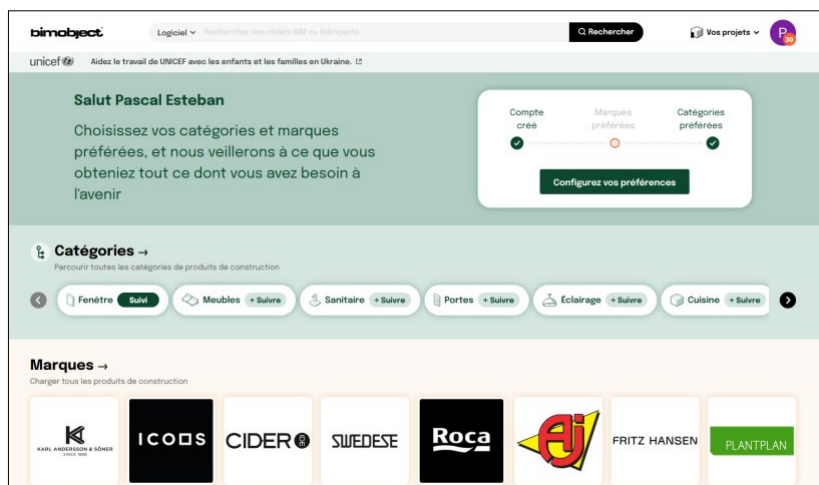 bimobject
Logiciel
Rechercher des objets BIM ou fabricants
Rechercher
Vos projets
P
30
unicef
Aidez le travail de UNICEF avec les enfants et les familles en Ukraine.
Salut Pascal Esteban
Choisissez vos catégories et marques
préférées, et nous veillerons à ce que vous
obteniez tout ce dont vous avez besoin à
l'avenir
Compte
créé
Marques
préférées
Catégories
préférées
Configurez vos préférences
Catégories →
Parcourir toutes les catégories de produits de construction
Fenêtre Suivi
Meubles + Suivre
Sanitaire + Suivre
Portes + Suivre
Éclairage + Suivre
Cuisine + Suivre
Marques →
Charger tous les produits de construction
KARL ANDERSSON & SÖNER
SINCE 1898
ICONS
CIDER
SWEDESE
Roca
Aj
FRITZ HANSEN
PLANTPLAN